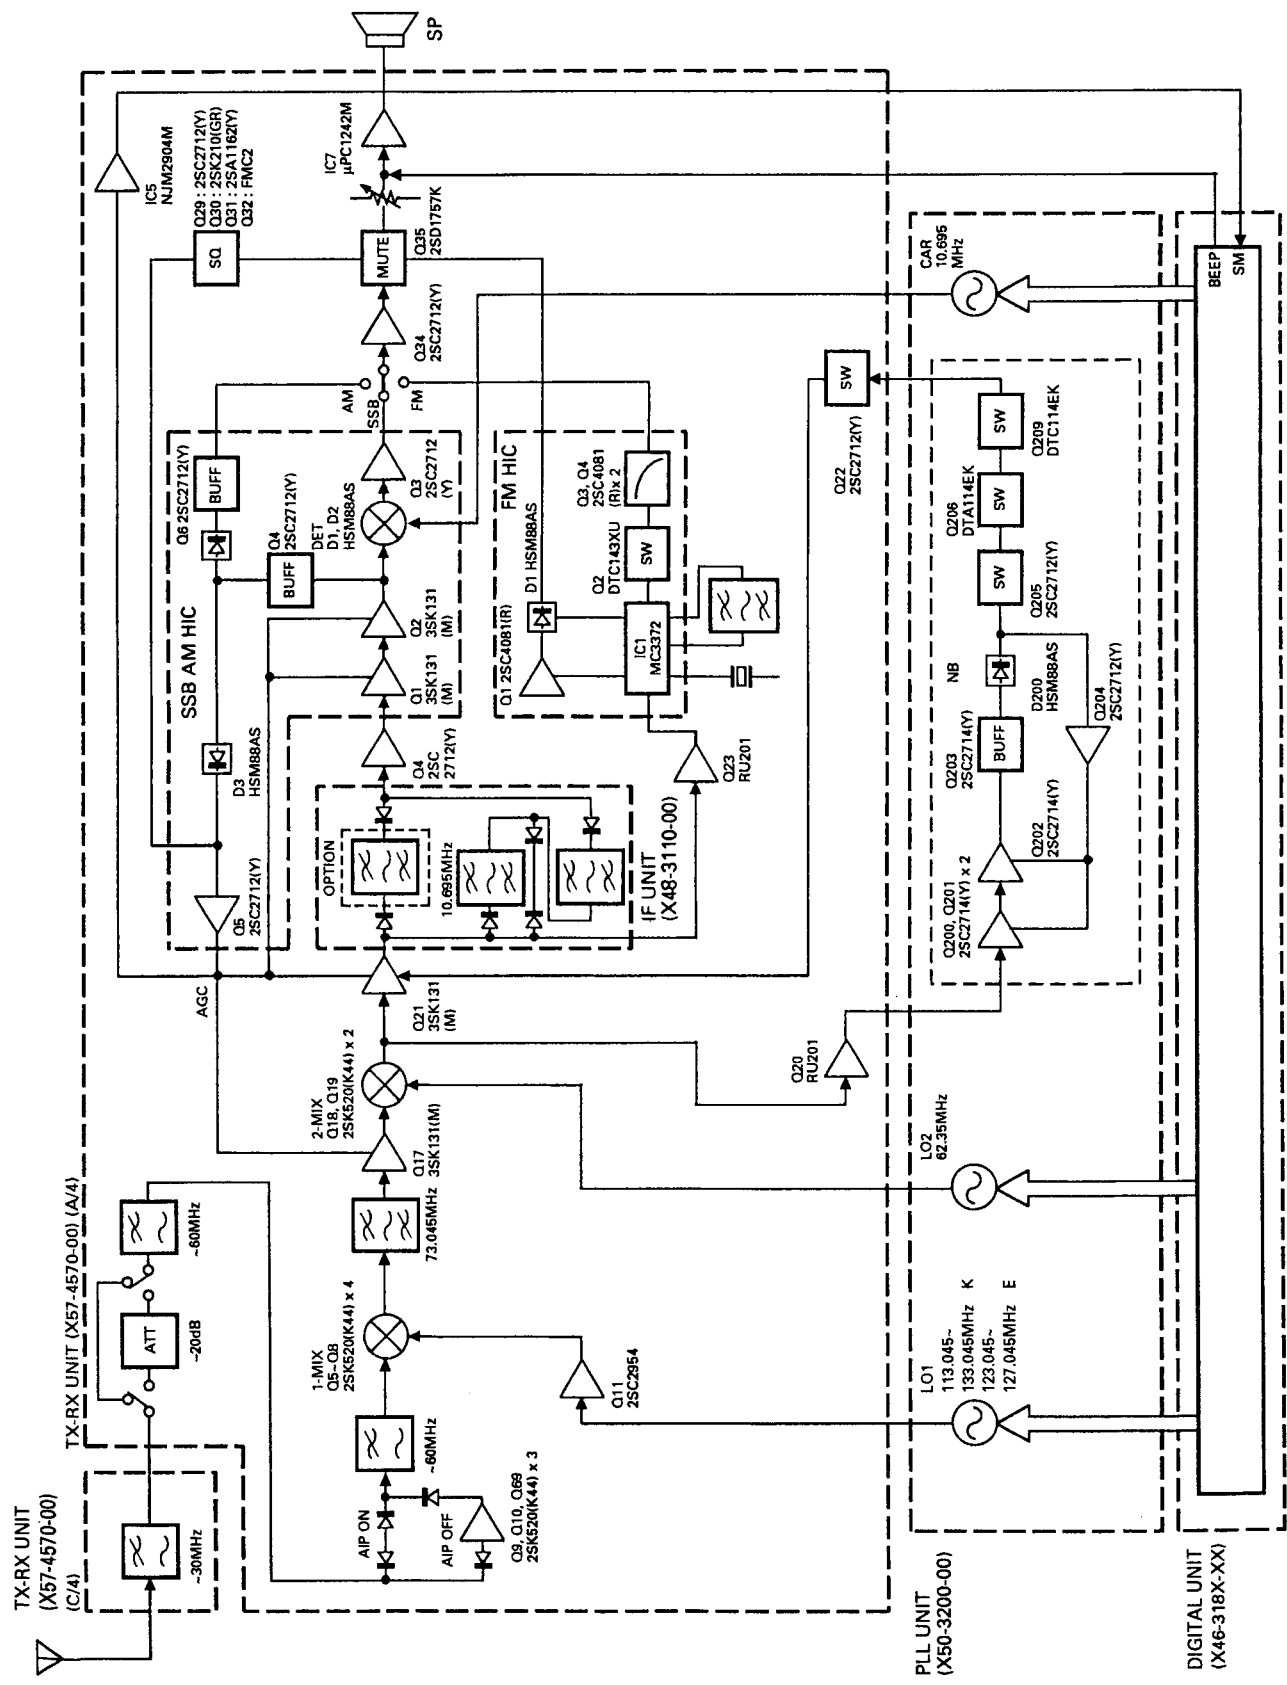 TX-RX UNIT
(X57-4570-00)
(C/4)
~30MHz
TX-RX UNIT (X57-4570-00) (A/4)
ATT
~20dB
~60MHz
AIP ON
AIP OFF
Q9, Q10, Q69
2SK520(K44) x 3
~60MHz
1-MIX
Q5~Q8
2SK520(K44) x 4
Q11
2SC2954
73.045MHz
Q17
3SK131(M)
2-MIX
Q18, Q19
2SK520(K44) x 2
Q21
3SK131
(M)
AGC
Q20
RU201
OPTION
10.695MHz
IF UNIT
(X48-3110-00)
Q4
2SC
2712(Y)
Q23
RU201
SSB AM HIC
Q5
2SC2712(Y)
D3
HSM88AS
Q1
3SK131
(M)
Q2
3SK131
(M)
BUFF
Q4
2SC2712(Y)
DET
D1, D2
HSM88AS
BUFF
Q6 2SC2712(Y)
Q3
2SC2712
(Y)
FM HIC
Q1 2SC4081(R)
D1 HSM88AS
IC1
MC3372
SW
Q2
DTC143XU
Q3, Q4
2SC4081
(R)x 2
AM
SSB
FM
Q34
2SC2712(Y)
MUTE
Q35
2SD1757K
SQ
Q29 : 2SC2712(Y)
Q30 : 2SK210(GR)
Q31 : 2SA1162(Y)
Q32 : FMC2
IC5
NJM2904M
IC7
μPC1242M
SP
SW
Q22
2SC2712(Y)
PLL UNIT
(X50-3200-00)
LO1
113.045~
133.045MHz K
123.045~
127.045MHz E
LO2
62.35MHz
Q200, Q201
2SC2714(Y) x 2
Q202
2SC2714(Y)
Q203
2SC2714(Y)
BUFF
NB
D200
HSM88AS
Q204
2SC2712(Y)
SW
Q205
2SC2712(Y)
SW
Q206
DTA114EK
SW
Q209
DTC114EK
CAR
10.695
MHz
DIGITAL UNIT
(X46-318X-XX)
BEEP
SM